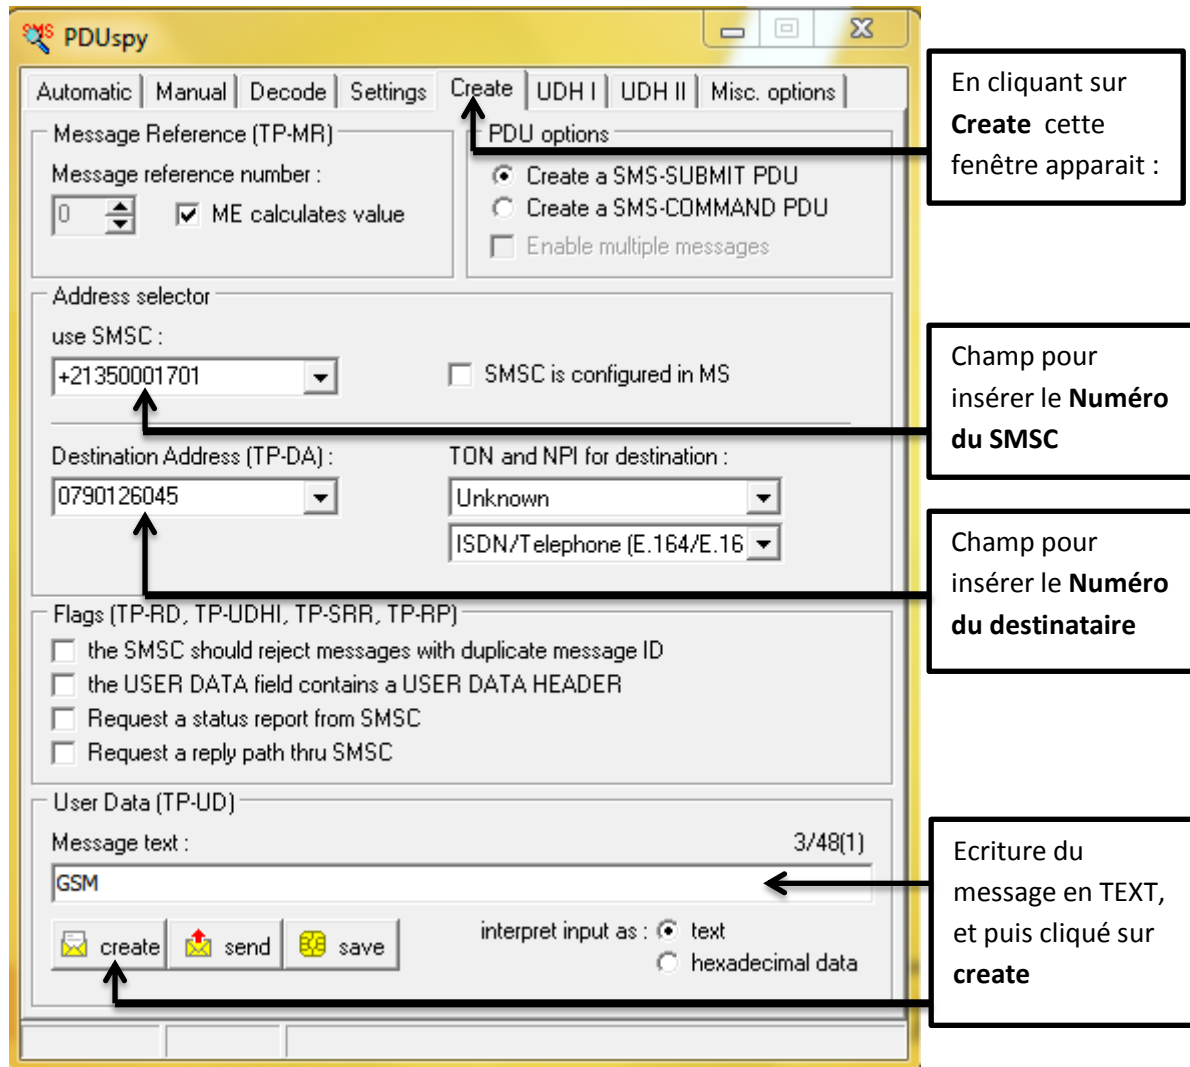 SMS PDUspy
Automatic Manual Decode Settings Create UDH I UDH II Misc. options
En cliquant sur
Create cette
fenêtre apparait :
Message Reference (TP-MR)
Message reference number :
0 ME calculates value
PDU options
Create a SMS-SUBMIT PDU
Create a SMS-COMMAND PDU
Enable multiple messages
Address selector
use SMSC :
+21350001701
SMSC is configured in MS
Champ pour
insérer le Numéro
du SMSC
Destination Address (TP-DA) :
0790126045
TON and NPI for destination :
Unknown
ISDN/Telephone (E.164/E.16
Champ pour
insérer le Numéro
du destinataire
Flags (TP-RD, TP-UDHI, TP-SRR, TP-RP)
the SMSC should reject messages with duplicate message ID
the USER DATA field contains a USER DATA HEADER
Request a status report from SMSC
Request a reply path thru SMSC
User Data (TP-UD)
Message text : 3/48(1)
GSM
create send save
interpret input as : text
hexadecimal data
Ecriture du
message en TEXT,
et puis cliqué sur
create